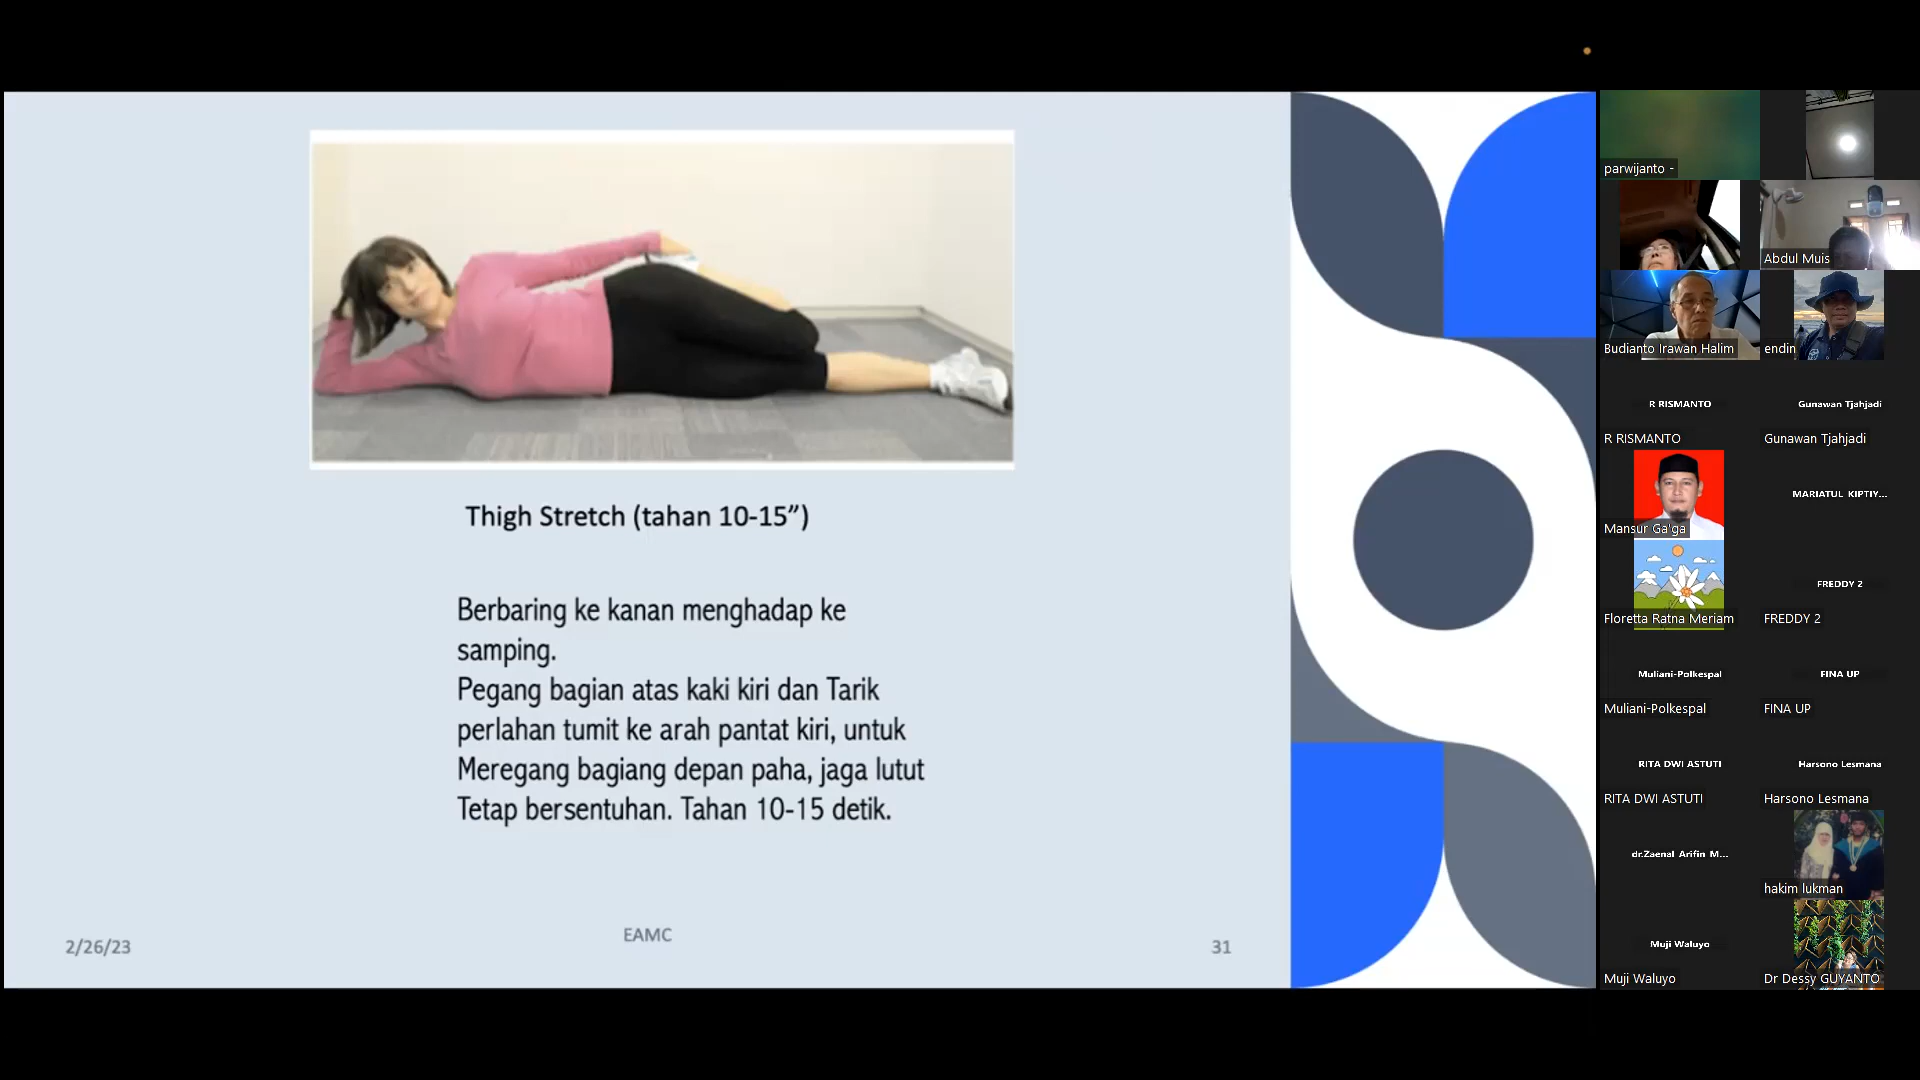 Thigh Stretch (tahan 10-15”)
Berbaring ke kanan menghadap ke
samping.
Pegang bagian atas kaki kiri dan Tarik
perlahan tumit ke arah pantat kiri, untuk
Meregang bagiang depan paha, jaga lutut
Tetap bersentuhan. Tahan 10-15 detik.
2/26/23
EAMC
31
parwijanto -
Abdul Muis
Budianto Irawan Halim
endin
R RISMANTO
Gunawan Tjahjadi
R RISMANTO
Gunawan Tjahjadi
MARIATUL KIPTIY...
Mansur Ga'ga
FREDDY 2
Floretta Ratna Meriam
FREDDY 2
Muliani-Polkespal
FINA UP
Muliani-Polkespal
FINA UP
RITA DWI ASTUTI
Harsono Lesmana
RITA DWI ASTUTI
Harsono Lesmana
dr.Zaenal Arifin M...
hakim lukman
Muji Waluyo
Muji Waluyo
Dr Dessy GUYANTO